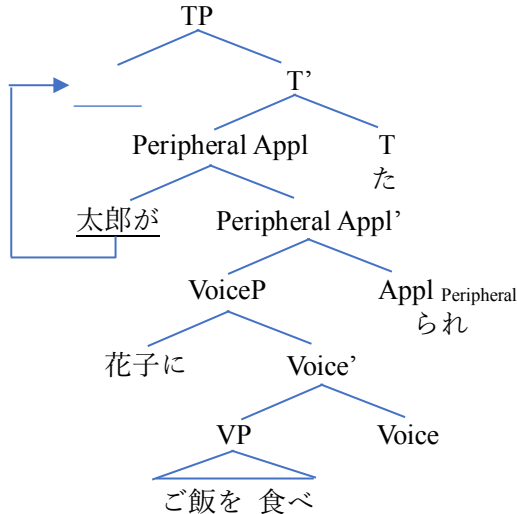 TP
T’
Peripheral Appl T
た
太郎が Peripheral Appl’
VoiceP Appl Peripheral
られ
花子に Voice’
VP Voice
ご飯を 食べ